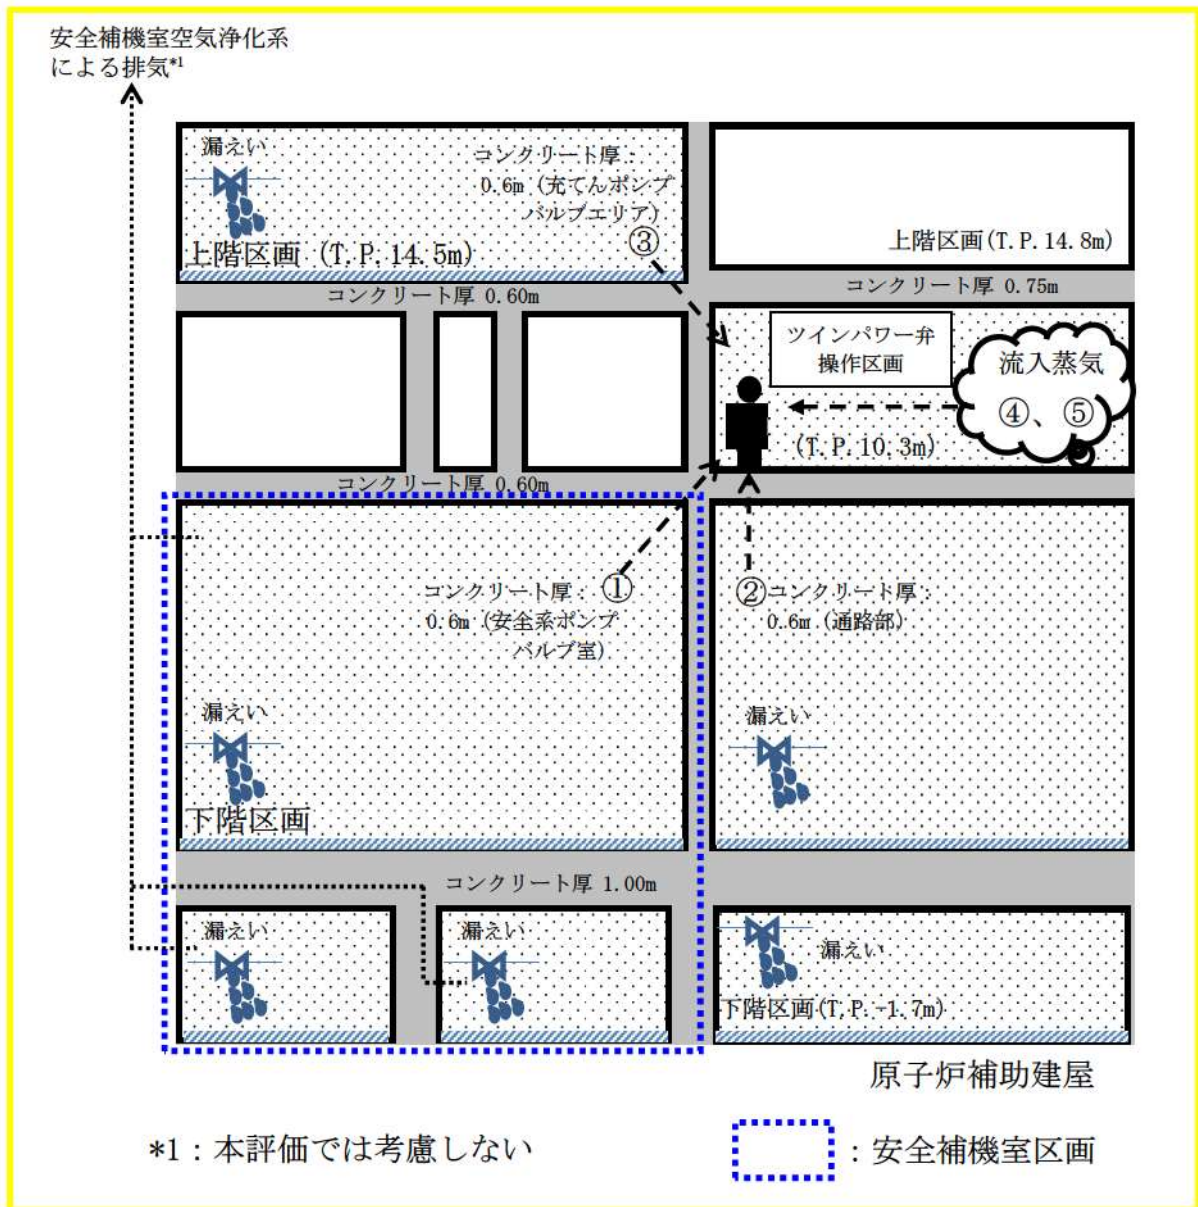 安全補機室空気浄化系
による排気*1
漏えい
コンクリート厚：
0.6m（充てんポンプ
バルブエリア）
③
上階区画（T.P.14.5m）
上階区画(T.P.14.8m)
コンクリート厚 0.60m
コンクリート厚 0.75m
ツインパワー弁
操作区画
流入蒸気
④、⑤
(T.P.10.3m)
コンクリート厚 0.60m
コンクリート厚：
0.6m（安全系ポンプ
バルブ室）
①
②
コンクリート厚：
0.6m（通路部）
漏えい
漏えい
下階区画
コンクリート厚 1.00m
漏えい
漏えい
漏えい
下階区画(T.P.-1.7m)
原子炉補助建屋
*1：本評価では考慮しない
：安全補機室区画